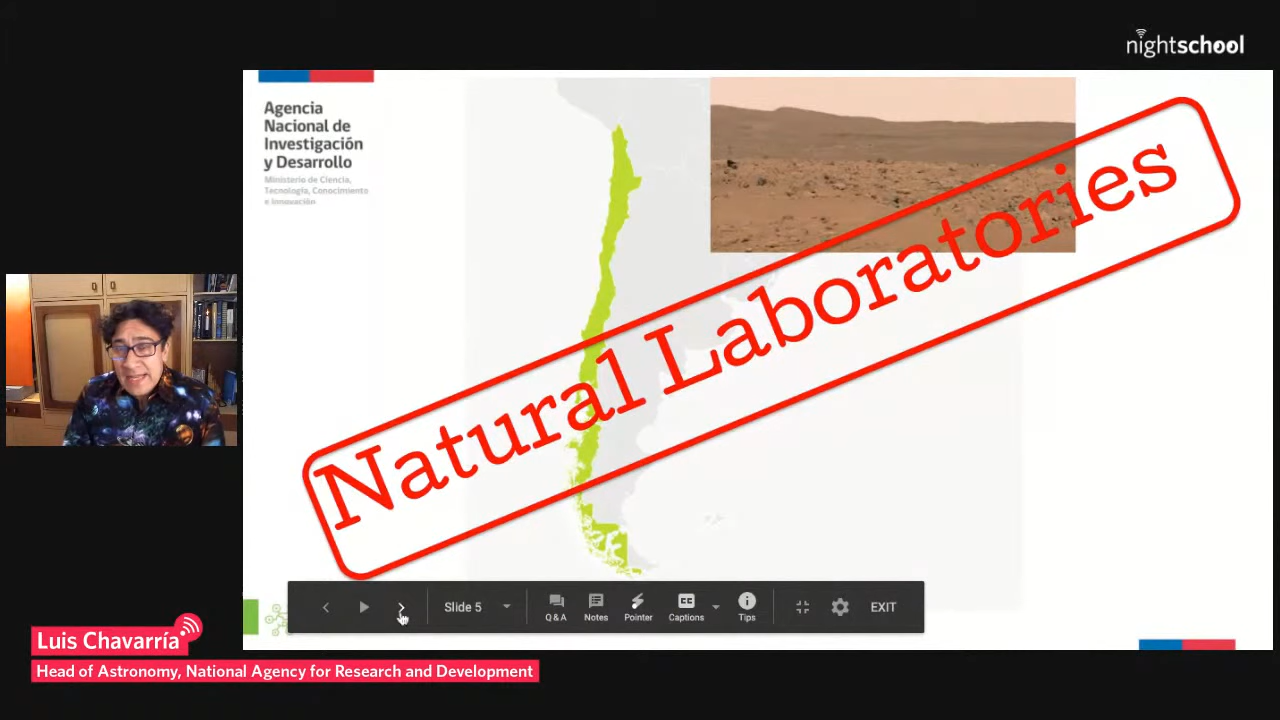 nightschool
Agencia
Nacional de
Investigación
y Desarrollo
Ministerio de Ciencia,
Tecnología, Conocimiento
e Innovación
Natural Laboratories
Slide 5
Q & A
Notes
Pointer
CC
Captions
Tips
EXIT
Luis Chavarría
Head of Astronomy, National Agency for Research and Development